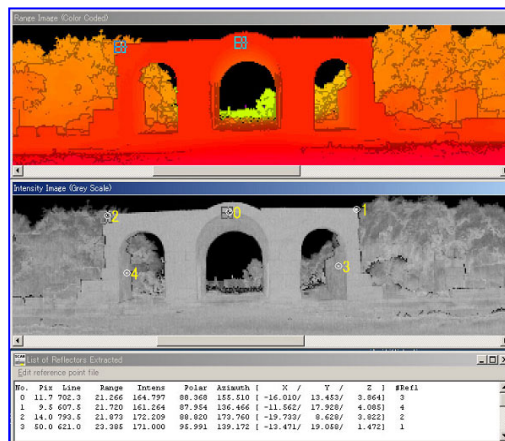 Range Image (Color Coded)
Intensity Image (Grey Scale)
2 0 1
4 3
List of Reflectors Extracted
Edit reference point file
No. Pix Line Range Intens Polar Azimuth [ X / Y / Z ] #Refl
0 11.7 702.3 21.266 164.797 88.368 155.510 [ -16.010/ 13.453/ 3.864] 3
1 9.5 607.5 21.720 161.264 87.954 136.466 [ -11.562/ 17.928/ 4.085] 4
2 14.0 793.5 21.873 212.209 88.820 173.760 [ -19.733/ 8.628/ 3.822] 2
3 50.0 621.0 23.385 171.000 95.991 139.172 [ -13.471/ 19.058/ 1.472] 1